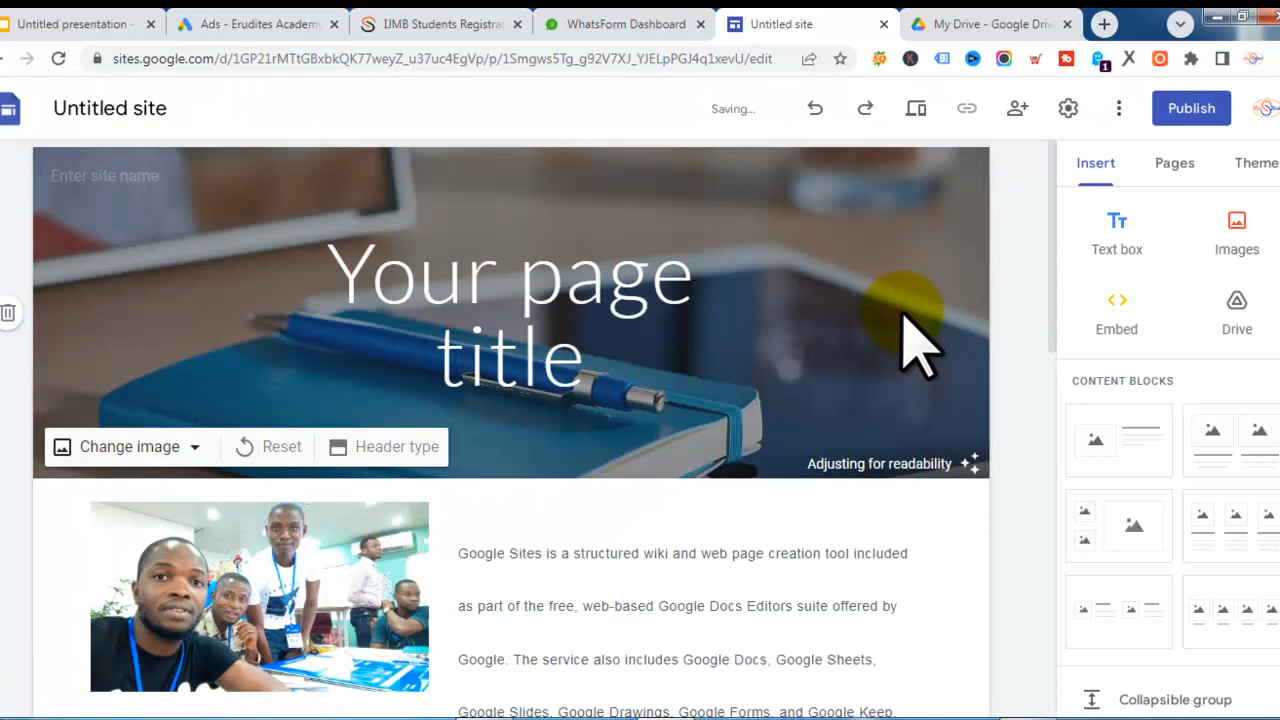 Untitled presentation -
Ads - Erudites Academy
IJMB Students Registra
WhatsForm Dashboard
Untitled site
My Drive - Google Driv
sites.google.com/d/1GP21rMTtGBxbkQK77weyZ_u37uc4EgVp/p/1Smgws5Tg_g92V7XJ_YJELpPGJ4q1xevU/edit
1
Untitled site
Saving...
Publish
Enter site name
Your page
title
Change image
Reset
Header type
Adjusting for readability
Google Sites is a structured wiki and web page creation tool included
as part of the free, web-based Google Docs Editors suite offered by
Google. The service also includes Google Docs, Google Sheets,
Google Slides, Google Drawings, Google Forms, and Google Keep.
Insert
Pages
Theme
Text box
Images
Embed
Drive
CONTENT BLOCKS
Collapsible group